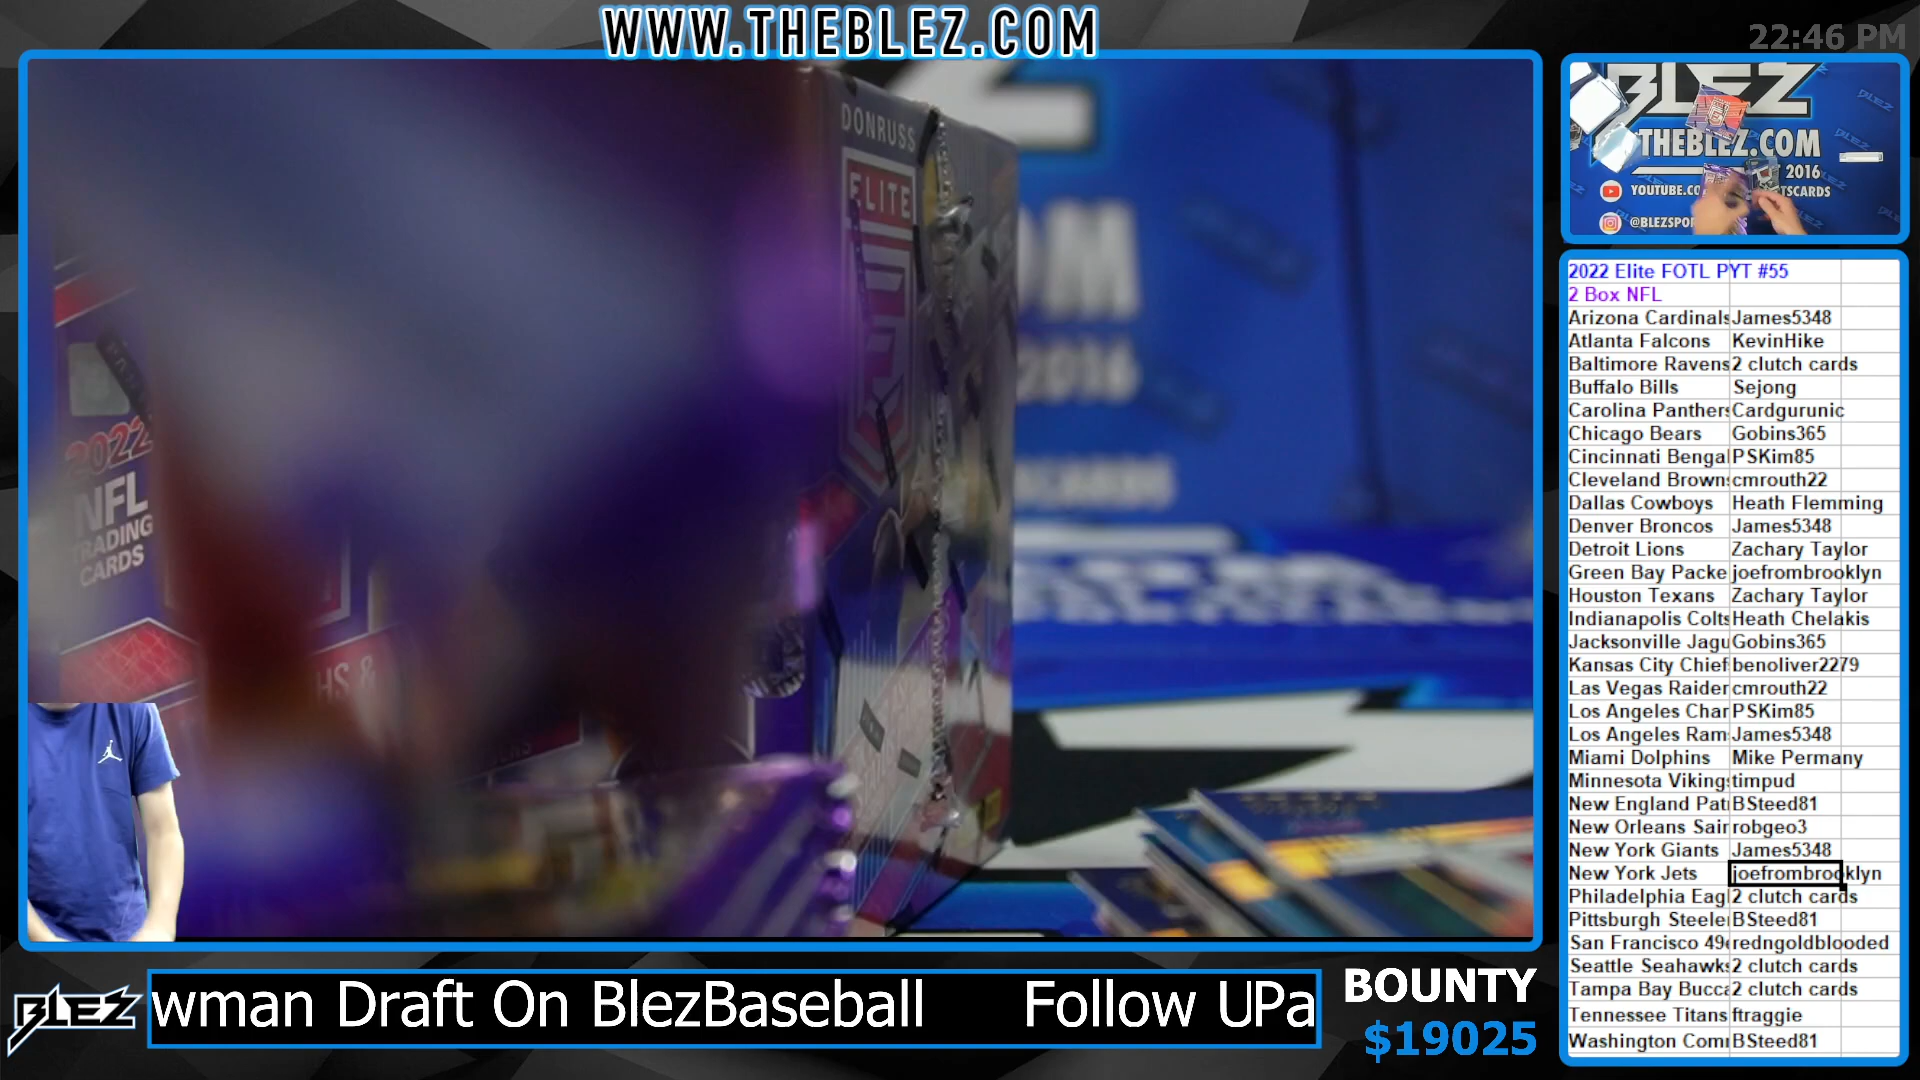 WWW.THEBLEZ.COM
22:46 PM
DONRUSS
ELITE
2022
NFL
TRADING
CARDS
2016
BLEZ
THEBLEZ.COM
2016
YOUTUBE.CO
TSCARDS
@BLEZSPO
2022 Elite FOTL PYT #55
2 Box NFL
Arizona Cardinals James5348
Atlanta Falcons KevinHike
Baltimore Ravens 2 clutch cards
Buffalo Bills Sejong
Carolina Panthers Cardgurunic
Chicago Bears Gobins365
Cincinnati Bengal PSKim85
Cleveland Browns cmrouth22
Dallas Cowboys Heath Flemming
Denver Broncos James5348
Detroit Lions Zachary Taylor
Green Bay Packe joefrombrooklyn
Houston Texans Zachary Taylor
Indianapolis Colts Heath Chelakis
Jacksonville Jagu Gobins365
Kansas City Chief benoliver2279
Las Vegas Raider cmrouth22
Los Angeles Char PSKim85
Los Angeles Ram James5348
Miami Dolphins Mike Permany
Minnesota Viking timpud
New England Pat BSteed81
New Orleans Sair robgeo3
New York Giants James5348
New York Jets joefrombrooklyn
Philadelphia Eagl 2 clutch cards
Pittsburgh Steele BSteed81
San Francisco 49 redngoldblooded
Seattle Seahawks 2 clutch cards
Tampa Bay Bucca 2 clutch cards
Tennessee Titans ftraggie
Washington Com BSteed81
BLEZ
wman Draft On BlezBaseball Follow UPa
BOUNTY
$19025